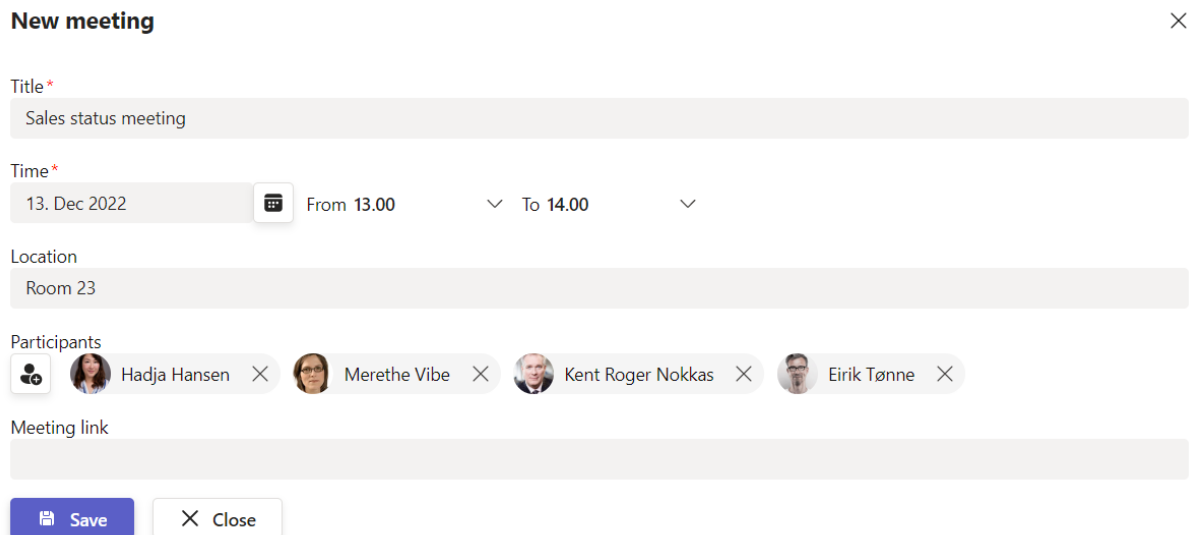 New meeting
Title*
Sales status meeting
Time*
13. Dec 2022 From 13.00 To 14.00
Location
Room 23
Participants
Hadja Hansen Merethe Vibe Kent Roger Nokkas Eirik Tønne
Meeting link
Save Close